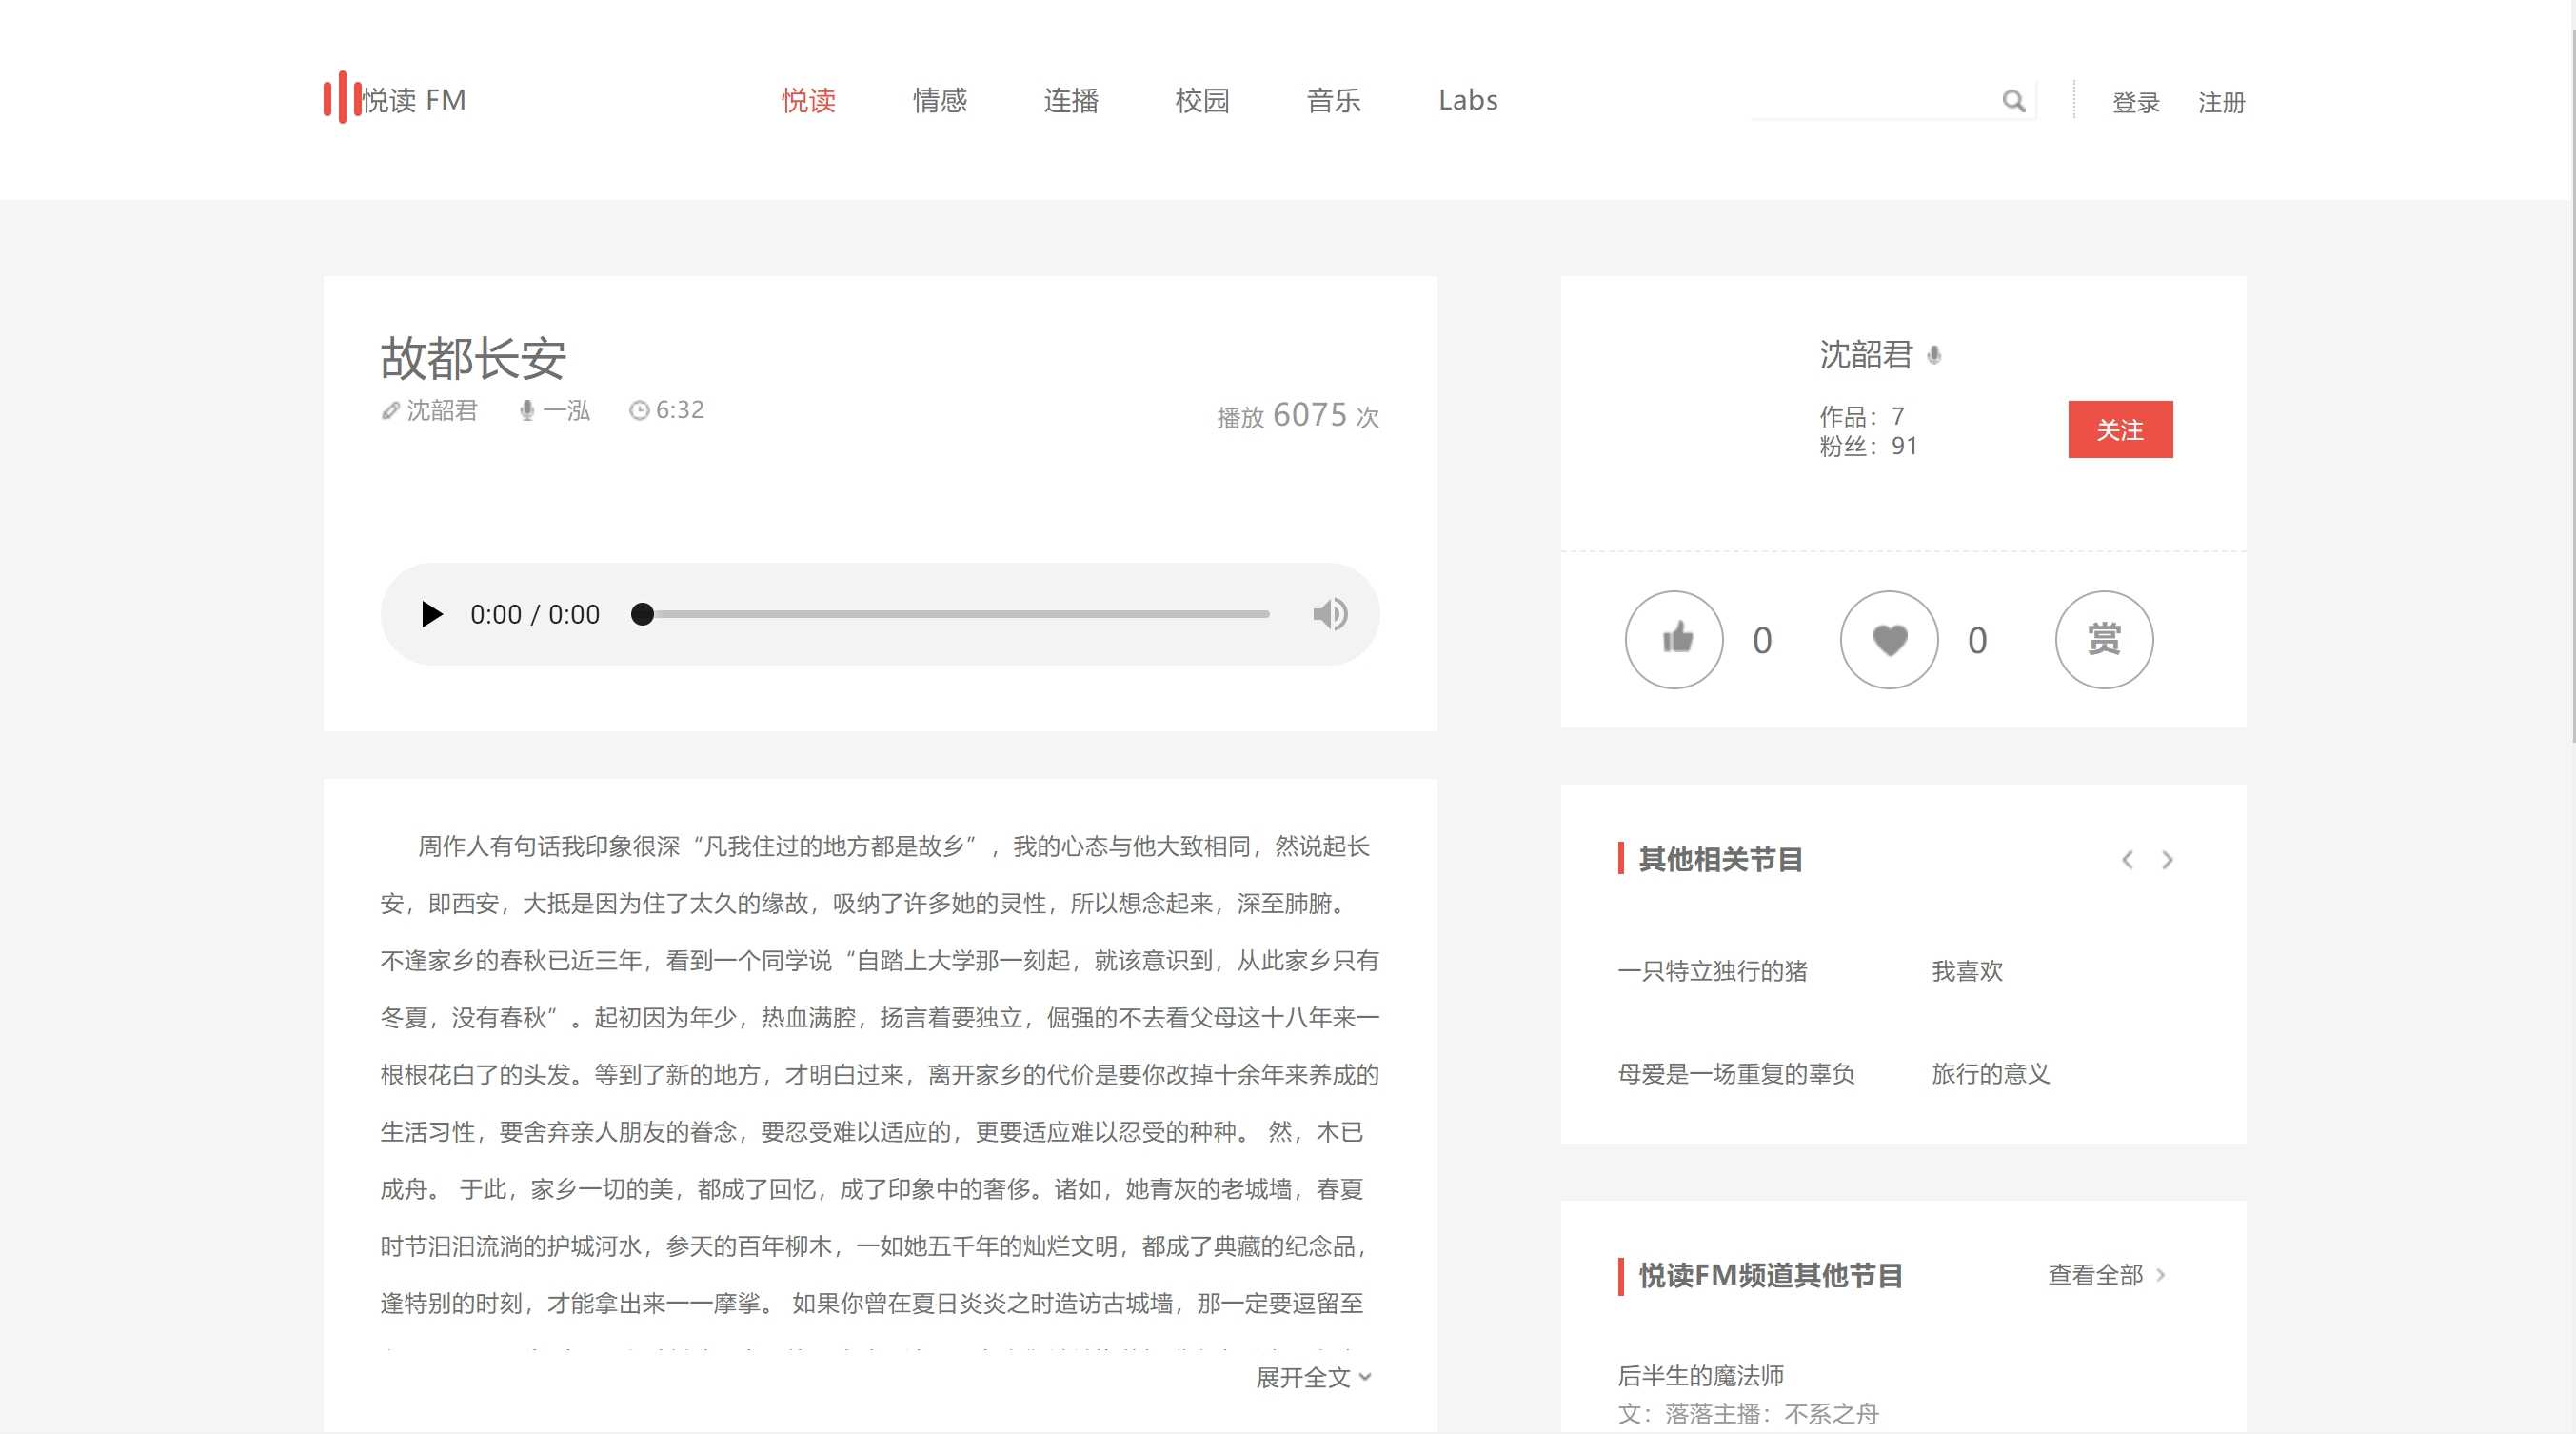 悦读 FM
悦读 情感 连播 校园 音乐 Labs
登录 注册
故都长安
沈韶君 一泓 6:32
播放 6075 次
0:00 / 0:00
周作人有句话我印象很深“凡我住过的地方都是故乡”，我的心态与他大致相同，然说起长
安，即西安，大抵是因为住了太久的缘故，吸纳了许多她的灵性，所以想念起来，深至肺腑。
不逢家乡的春秋已近三年，看到一个同学说“自踏上大学那一刻起，就该意识到，从此家乡只有
冬夏，没有春秋”。起初因为年少，热血满腔，扬言着要独立，倔强的不去看父母这十八年来一
根根花白了的头发。等到了新的地方，才明白过来，离开家乡的代价是要你改掉十余年来养成的
生活习性，要舍弃亲人朋友的眷念，要忍受难以适应的，更要适应难以忍受的种种。 然，木已
成舟。 于此，家乡一切的美，都成了回忆，成了印象中的奢侈。诸如，她青灰的老城墙，春夏
时节汩汩流淌的护城河水，参天的百年柳木，一如她五千年的灿烂文明，都成了典藏的纪念品，
逢特别的时刻，才能拿出来一一摩挲。 如果你曾在夏日炎炎之时造访古城墙，那一定要逗留至
展开全文
沈韶君
作品：7
粉丝：91
关注
0 0 赏
其他相关节目
一只特立独行的猪 我喜欢
母爱是一场重复的辜负 旅行的意义
悦读FM频道其他节目 查看全部
后半生的魔法师
文：落落主播：不系之舟